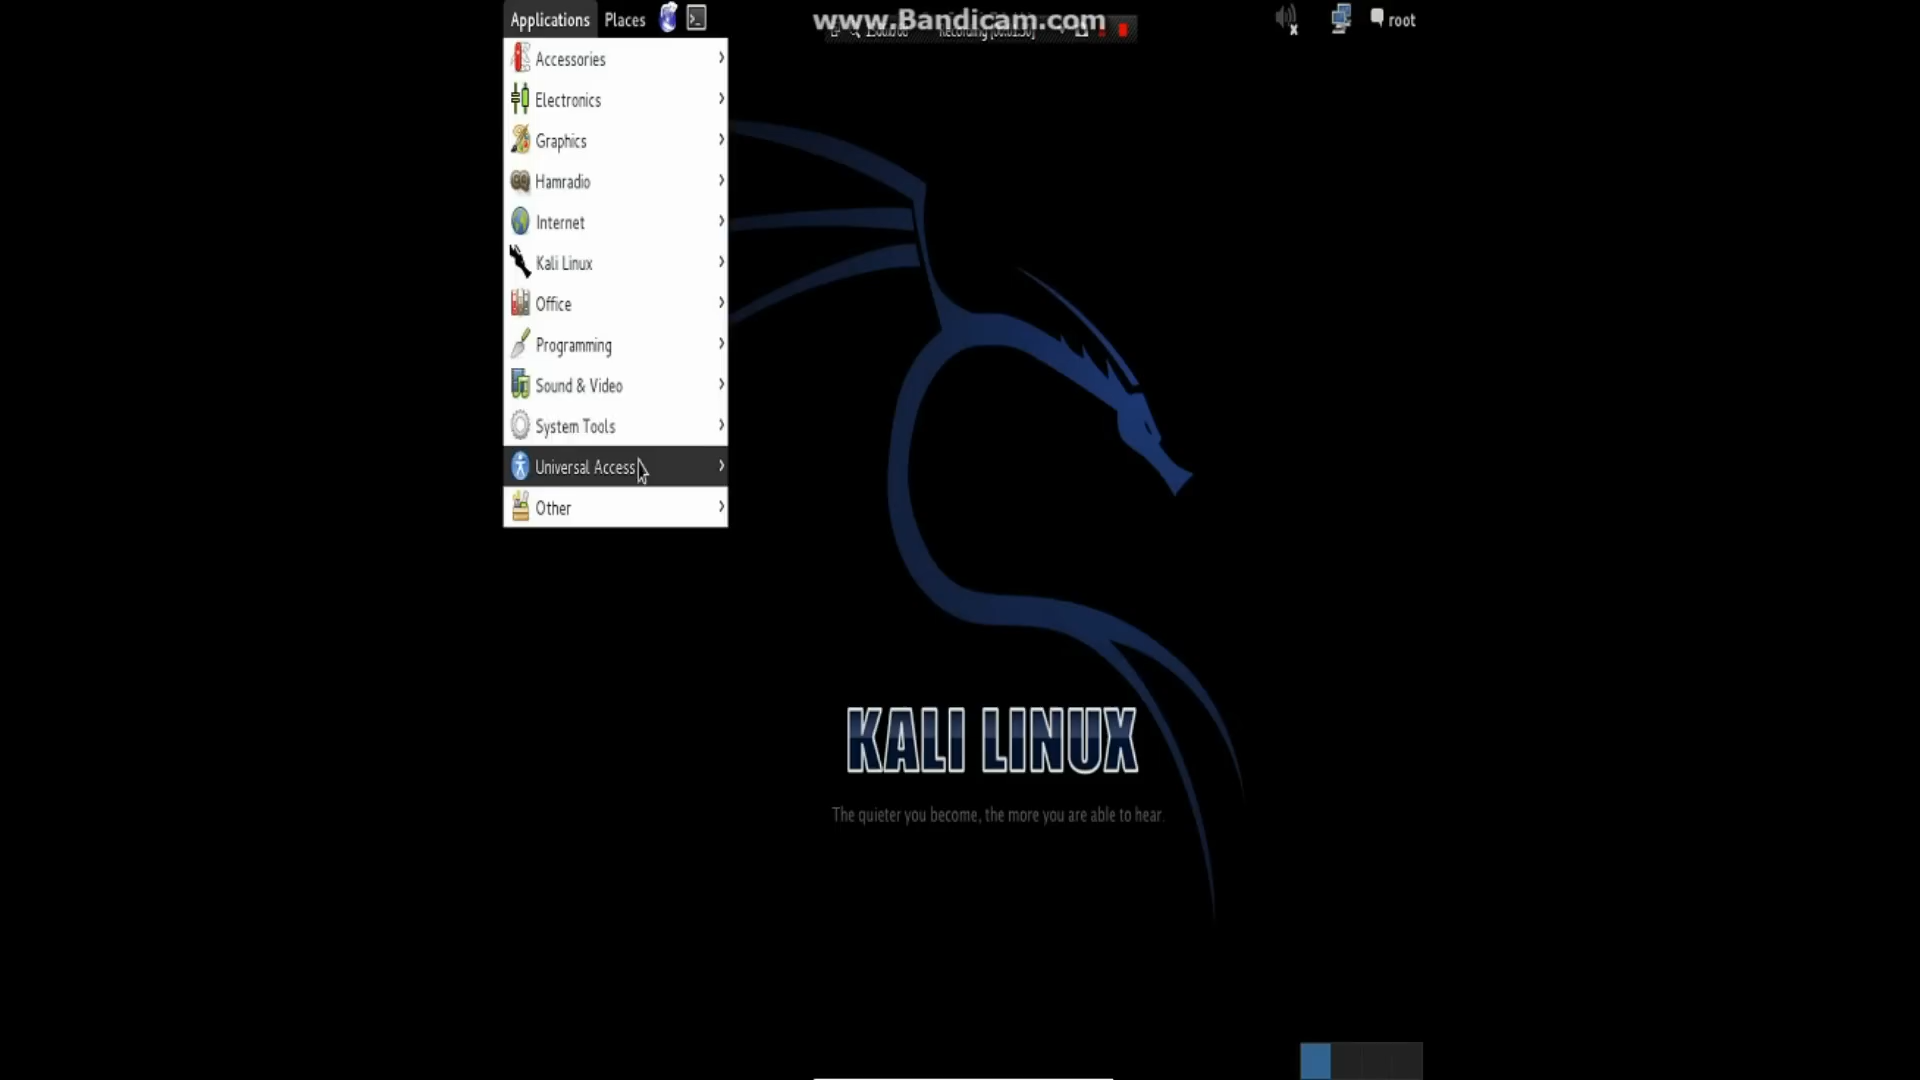 Applications Places
www.Bandicam.com
root
Accessories
Electronics
Graphics
Hamradio
Internet
Kali Linux
Office
Programming
Sound & Video
System Tools
Universal Access
Other
KALI LINUX
The quieter you become, the more you are able to hear.